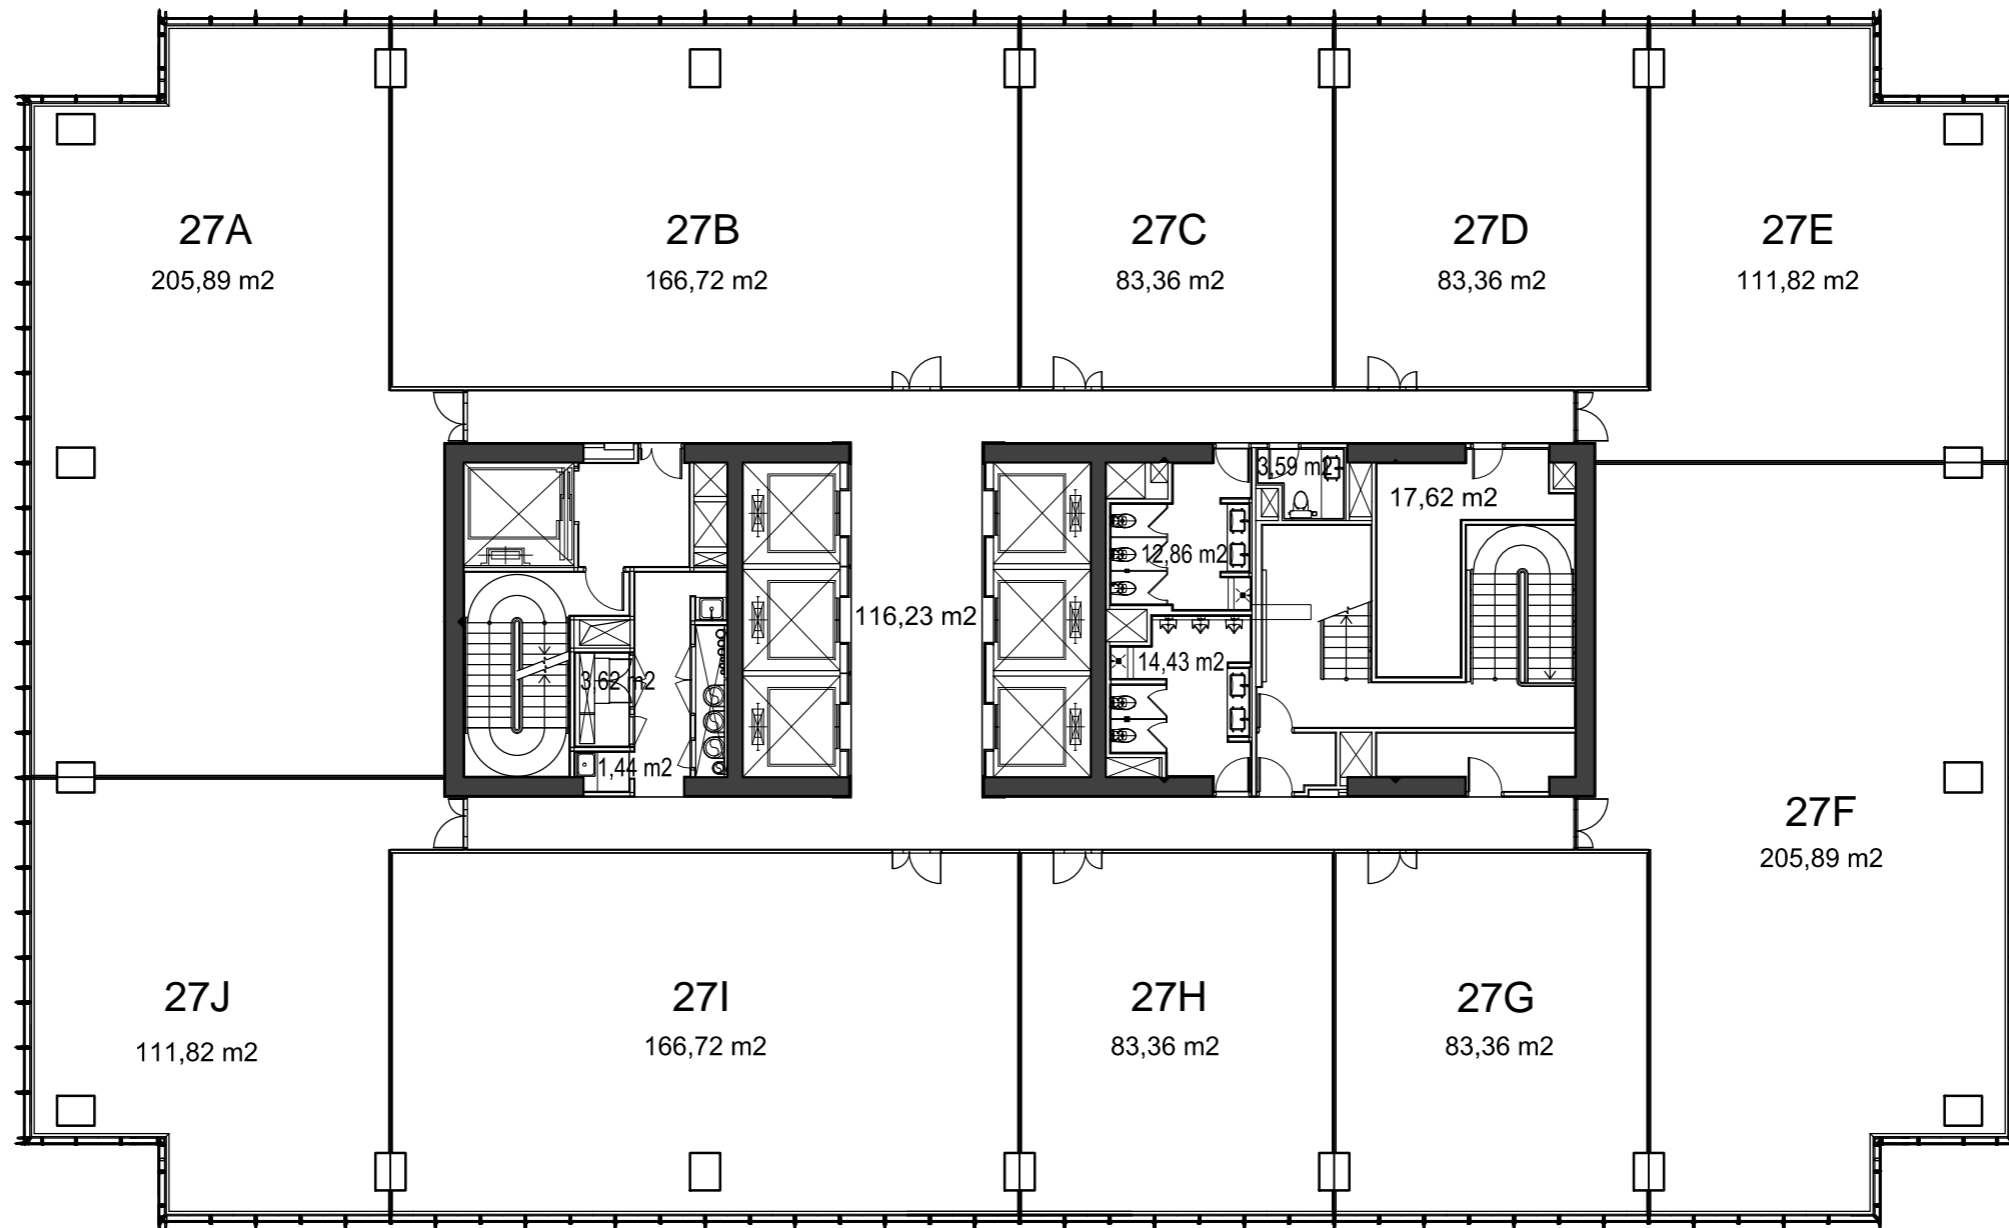 27A
205,89 m2
27B
166,72 m2
27C
83,36 m2
27D
83,36 m2
27E
111,82 m2
3,59 m2
17,62 m2
12,86 m2
116,23 m2
14,43 m2
3,62 m2
1,44 m2
27F
205,89 m2
27J
111,82 m2
27I
166,72 m2
27H
83,36 m2
27G
83,36 m2